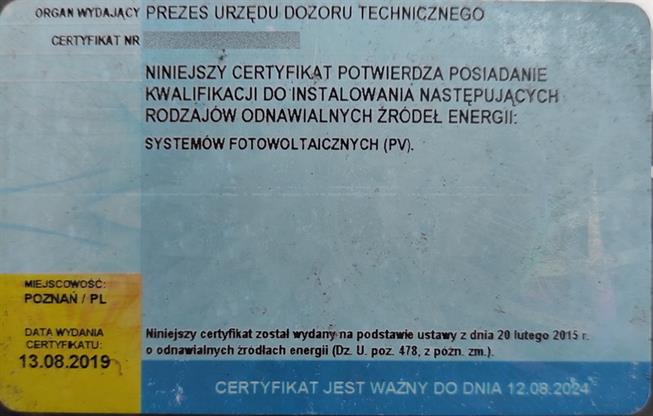 ORGAN WYDAJĄCY PREZES URZĘDU DOZORU TECHNICZNEGO
CERTYFIKAT NR
NINIEJSZY CERTYFIKAT POTWIERDZA POSIADANIE
KWALIFIKACJI DO INSTALOWANIA NASTĘPUJĄCYCH
RODZAJÓW ODNAWIALNYCH ŹRÓDEŁ ENERGII:
SYSTEMÓW FOTOWOLTAICZNYCH (PV).
MIEJSCOWOŚĆ:
POZNAŃ / PL
DATA WYDANIA
CERTYFIKATU:
13.08.2019
Niniejszy certyfikat został wydany na podstawie ustawy z dnia 20 lutego 2015 r.
o odnawialnych źródłach energii (Dz. U. poz. 478, z późn. zm.).
CERTYFIKAT JEST WAŻNY DO DNIA 12.08.2024